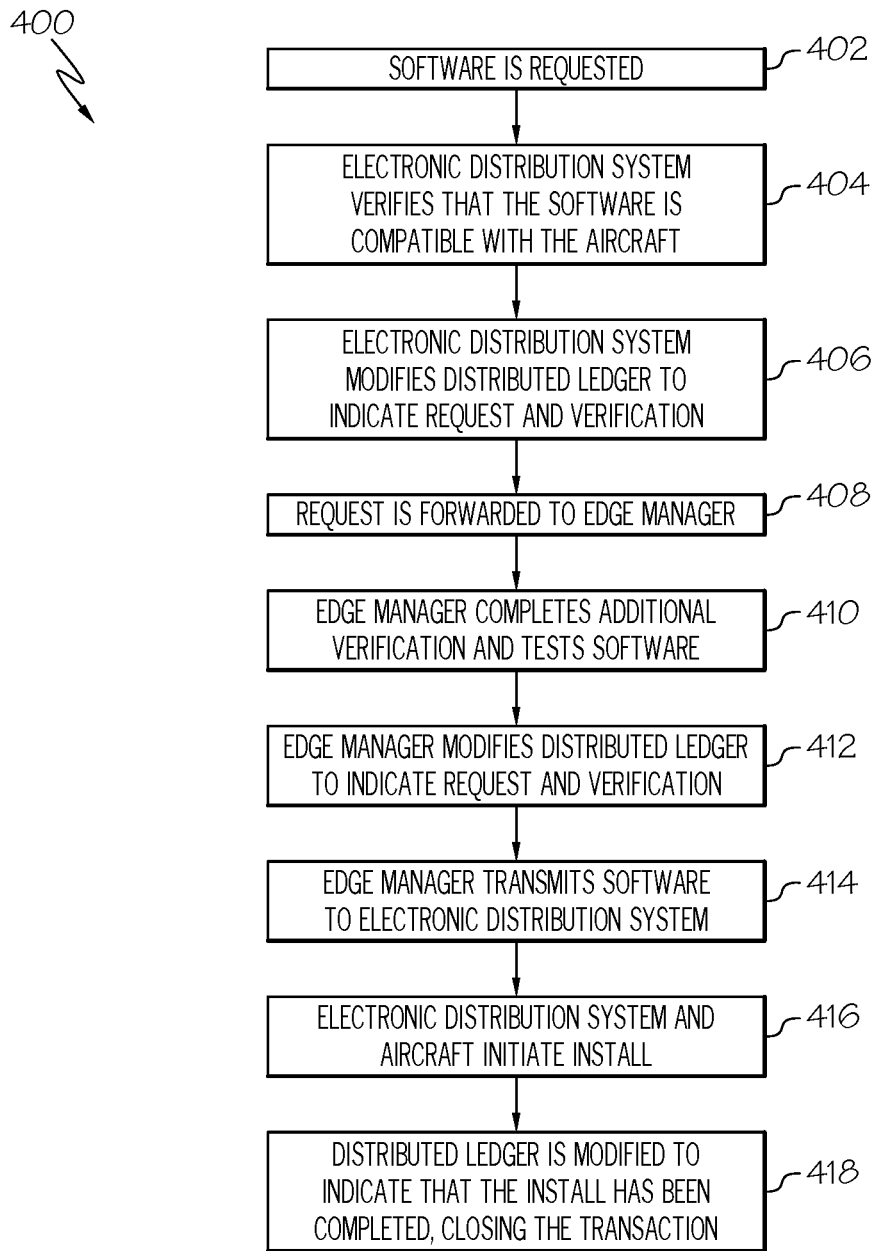 400
SOFTWARE IS REQUESTED
402
ELECTRONIC DISTRIBUTION SYSTEM
VERIFIES THAT THE SOFTWARE IS
COMPATIBLE WITH THE AIRCRAFT
404
ELECTRONIC DISTRIBUTION SYSTEM
MODIFIES DISTRIBUTED LEDGER TO
INDICATE REQUEST AND VERIFICATION
406
REQUEST IS FORWARDED TO EDGE MANAGER
408
EDGE MANAGER COMPLETES ADDITIONAL
VERIFICATION AND TESTS SOFTWARE
410
EDGE MANAGER MODIFIES DISTRIBUTED LEDGER
TO INDICATE REQUEST AND VERIFICATION
412
EDGE MANAGER TRANSMITS SOFTWARE
TO ELECTRONIC DISTRIBUTION SYSTEM
414
ELECTRONIC DISTRIBUTION SYSTEM AND
AIRCRAFT INITIATE INSTALL
416
DISTRIBUTED LEDGER IS MODIFIED TO
INDICATE THAT THE INSTALL HAS BEEN
COMPLETED, CLOSING THE TRANSACTION
418